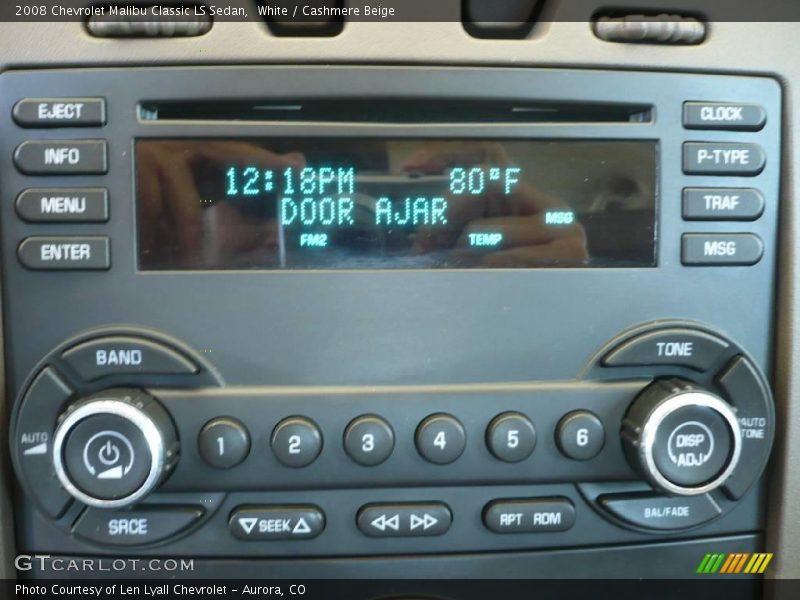 2008 Chevrolet Malibu Classic LS Sedan, White / Cashmere Beige
EJECT
CLOCK
INFO
P-TYPE
12:18PM 80°F
MENU
TRAF
DOOR AJAR MSG
FM2 TEMP
ENTER
MSG
BAND
TONE
AUTO
1 2 3 4 5 6
DISP
ADJ
AUTO
TONE
SRCE
SEEK
RPT RDM
BAL/FADE
GTCARLOT.COM
Photo Courtesy of Len Lyall Chevrolet - Aurora, CO